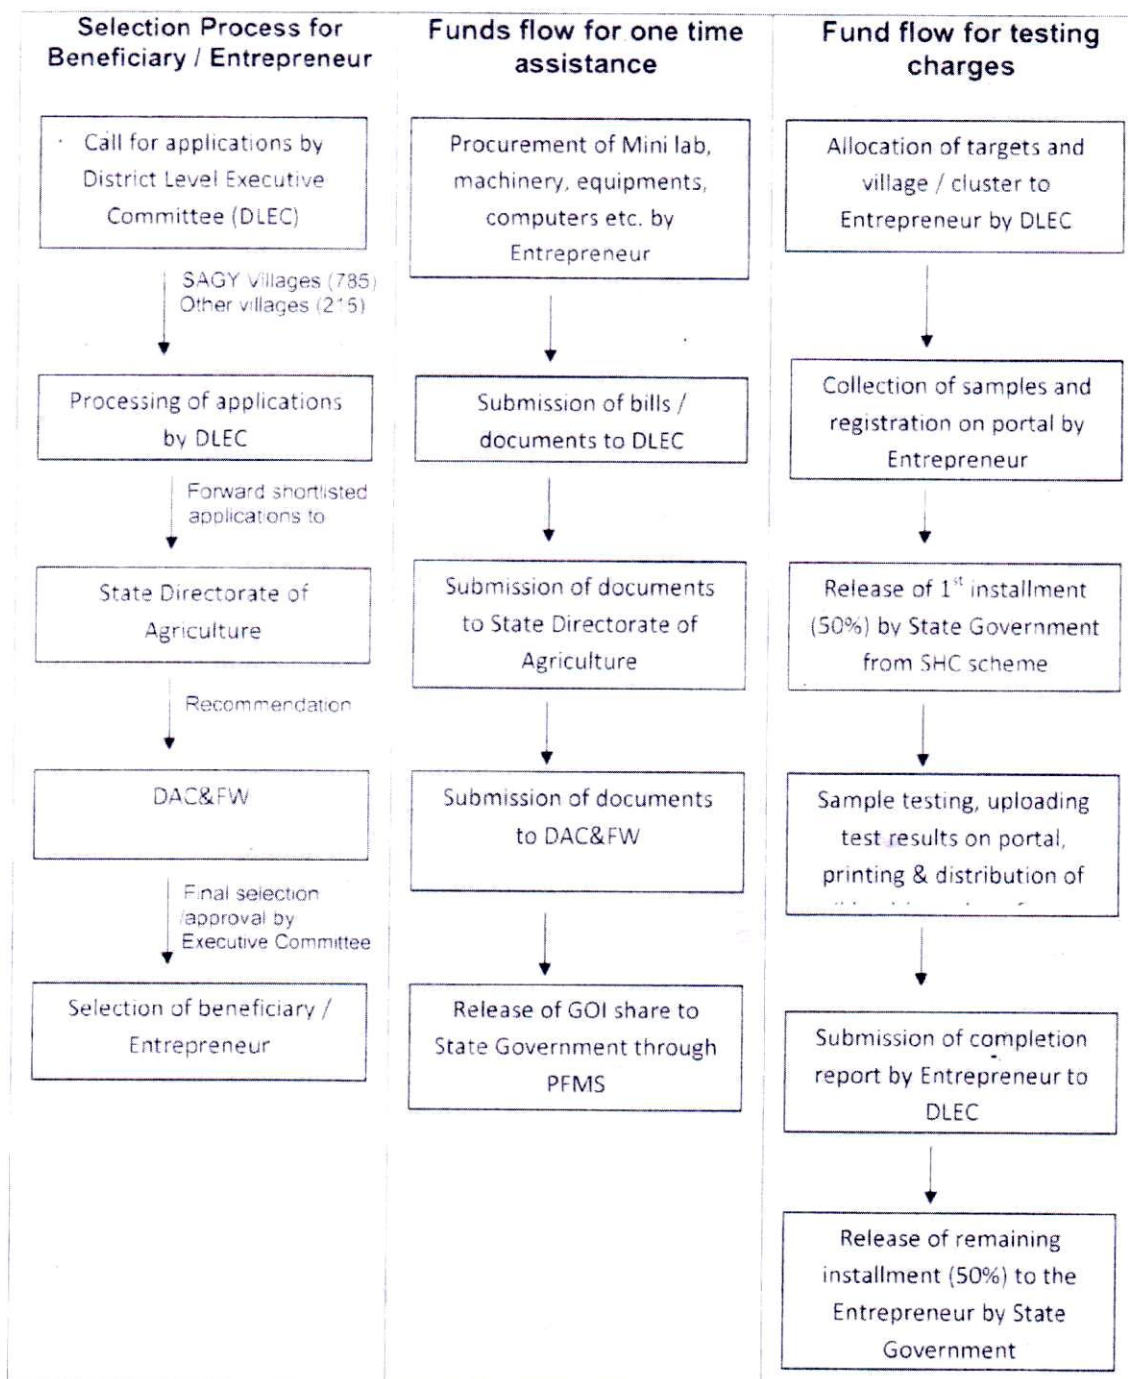 Selection Process for
Beneficiary / Entrepreneur
Call for applications by
District Level Executive
Committee (DLEC)
SAGY Villages (785)
Other villages (215)
Processing of applications
by DLEC
Forward shortlisted
applications to
State Directorate of
Agriculture
Recommendation
DAC&FW
Final selection
/approval by
Executive Committee
Selection of beneficiary /
Entrepreneur
Funds flow for one time
assistance
Procurement of Mini lab,
machinery, equipments,
computers etc. by
Entrepreneur
Submission of bills /
documents to DLEC
Submission of documents
to State Directorate of
Agriculture
Submission of documents
to DAC&FW
Release of GOI share to
State Government through
PFMS
Fund flow for testing
charges
Allocation of targets and
village / cluster to
Entrepreneur by DLEC
Collection of samples and
registration on portal by
Entrepreneur
Release of 1st installment
(50%) by State Government
from SHC scheme
Sample testing, uploading
test results on portal,
printing & distribution of
Submission of completion
report by Entrepreneur to
DLEC
Release of remaining
installment (50%) to the
Entrepreneur by State
Government